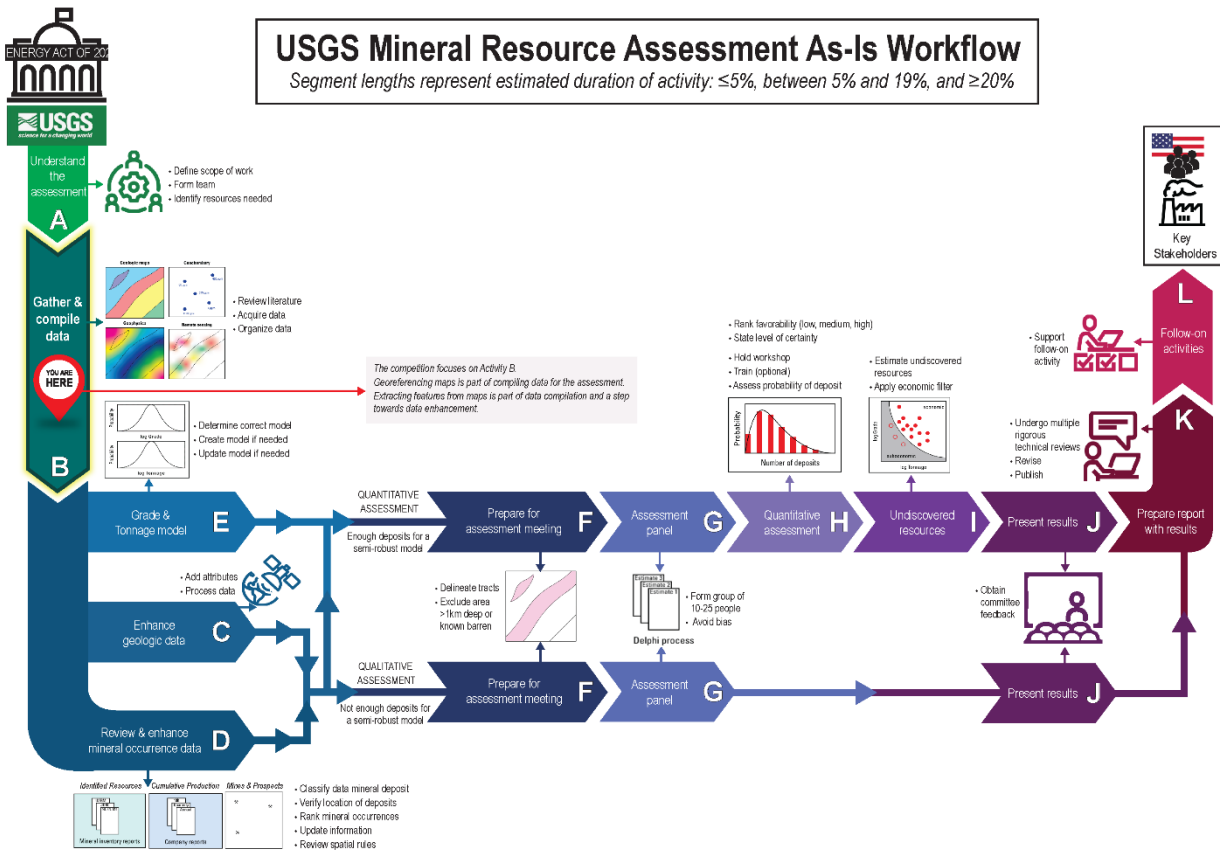 USGS Mineral Resource Assessment As-Is Workflow
Segment lengths represent estimated duration of activity: ≤5%, between 5% and 19%, and ≥20%
ENERGY ACT OF 202
USGS
science for a changing world
Understand
the
assessment
A
• Define scope of work
• Form team
• Identify resources needed
Gather &
compile
data
YOU ARE
HERE
B
Geologic maps
Geochemistry
Geophysics
Remote sensing
• Review literature
• Acquire data
• Organize data
The competition focuses on Activity B.
Georeferencing maps is part of compiling data for the assessment.
Extracting features from maps is part of data compilation and a step
towards data enhancement.
log Grade
log Tonnage
• Determine correct model
• Create model if needed
• Update model if needed
Grade &
Tonnage model
E
• Add attributes
• Process data
Enhance
geologic data
C
Review & enhance
mineral occurrence data
D
Identified Resources
Cumulative Production
Mines & Prospects
Mineral inventory reports
Company reports
• Classify data mineral deposit
• Verify location of deposits
• Rank mineral occurrences
• Update information
• Review spatial rules
QUANTITATIVE
ASSESSMENT
Enough deposits for a
semi-robust model
QUALITATIVE
ASSESSMENT
Not enough deposits for
a semi-robust model
Prepare for
assessment meeting
F
• Delineate tracts
• Exclude area
>1km deep or
known barren
Prepare for
assessment meeting
F
Assessment
panel
G
Estimate 3
Estimate 2
Estimate 1
Delphi process
• Form group of
10-25 people
• Avoid bias
Assessment
panel
G
• Rank favorability (low, medium, high)
• State level of certainty
• Hold workshop
• Train (optional)
• Assess probability of deposit
Probability
Number of deposits
Quantitative
assessment
H
• Estimate undiscovered
resources
• Apply economic filter
log Grade
economic
subeconomic
log Tonnage
Undiscovered
resources
I
Present results
J
• Obtain
committee
feedback
Present results
J
Prepare report
with results
K
• Undergo multiple
rigorous
technical reviews
• Revise
• Publish
Follow-on
activities
L
• Support
follow-on
activity
Key
Stakeholders